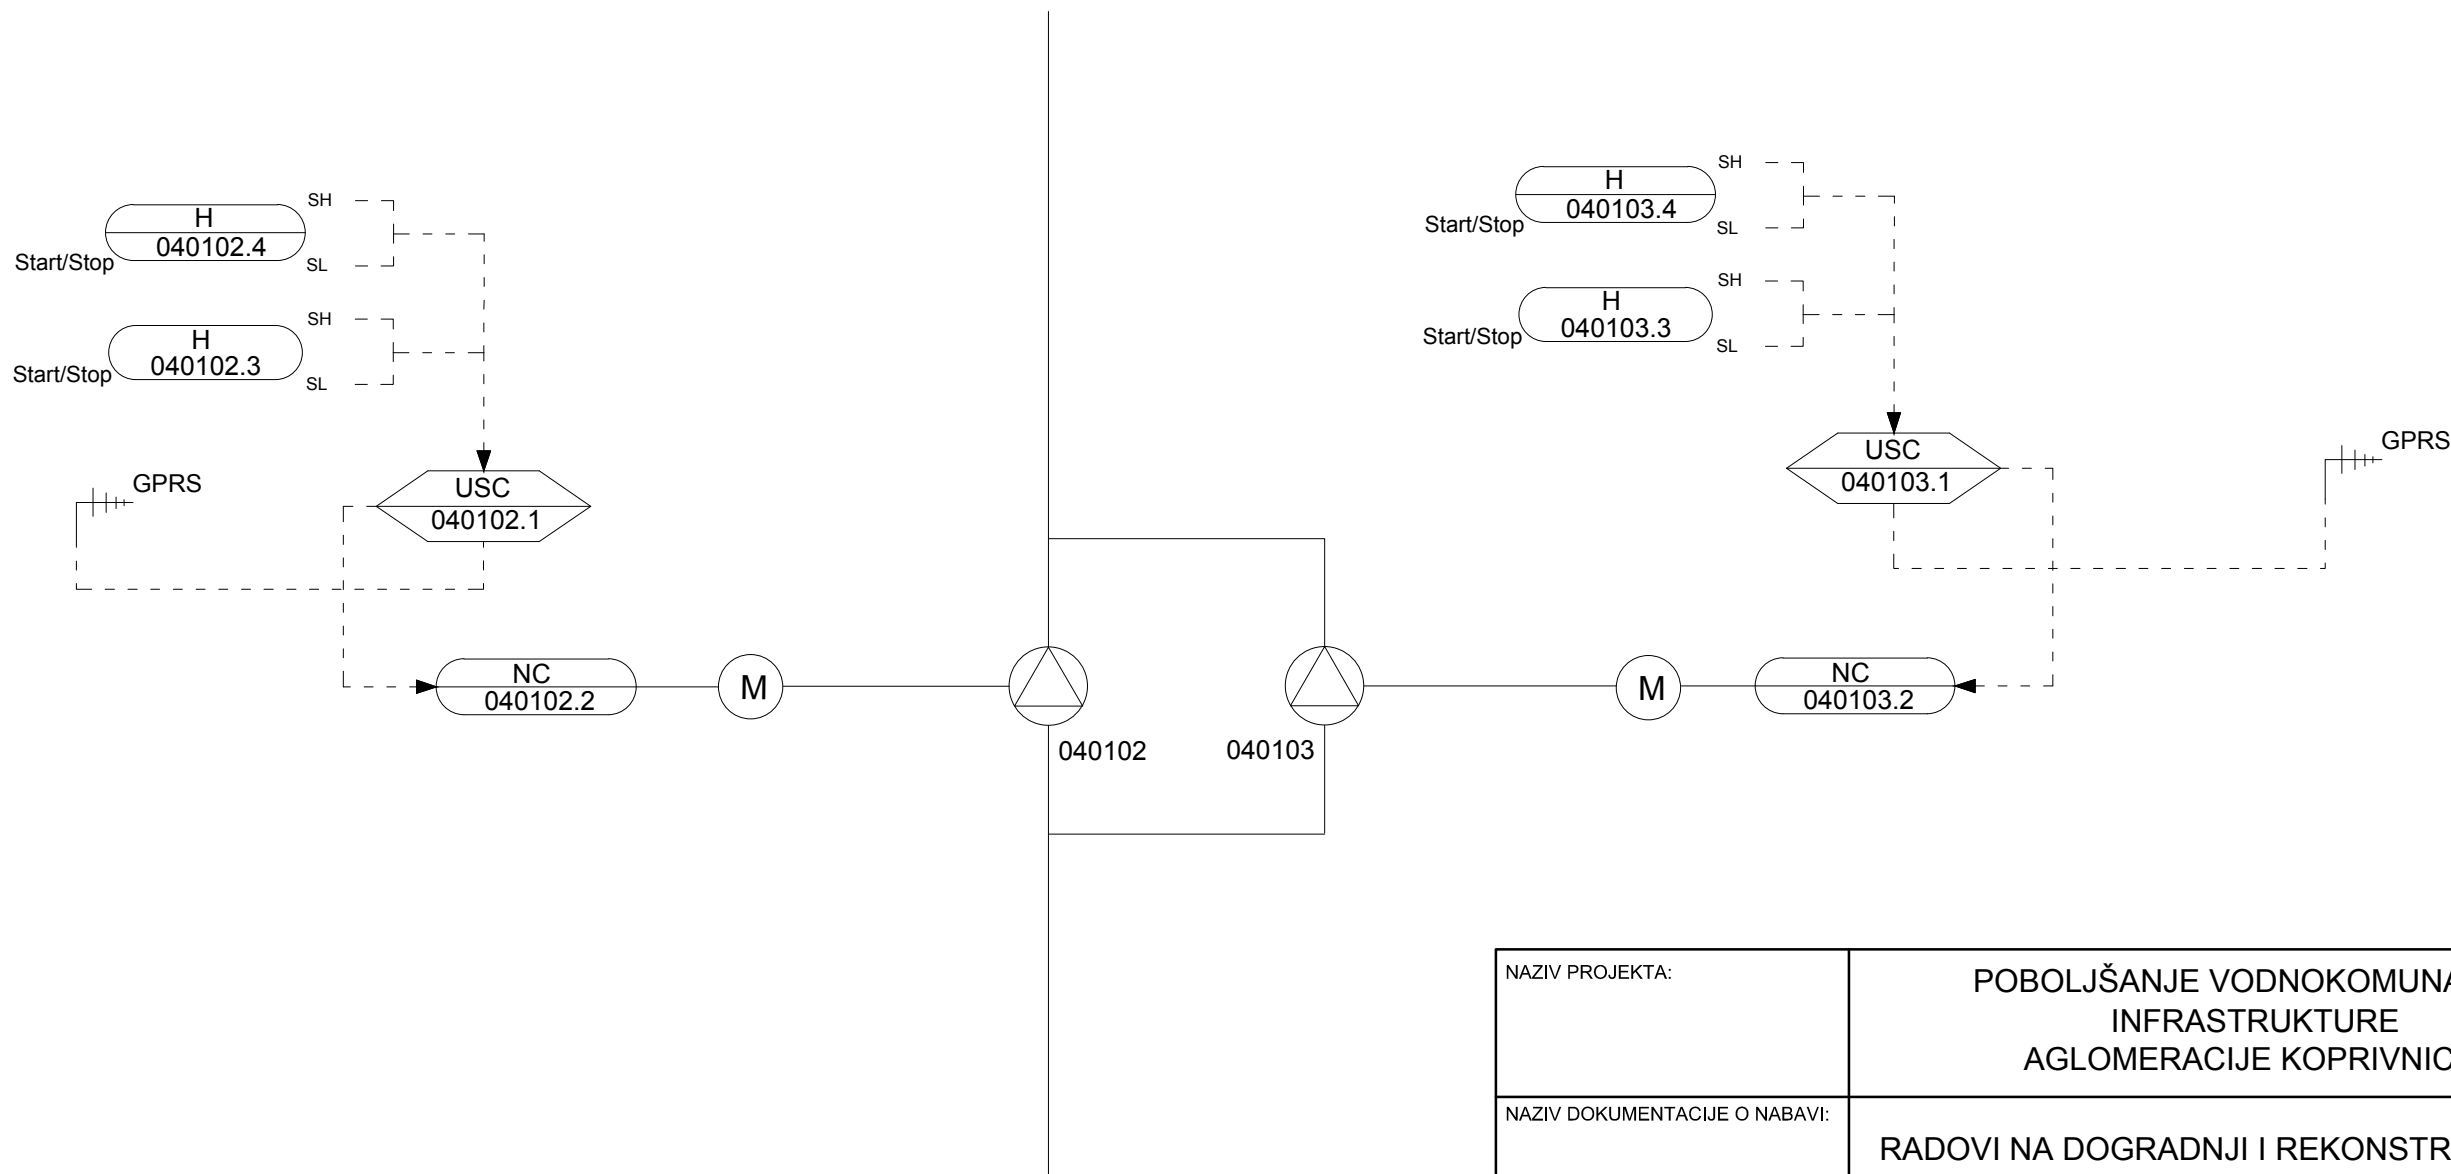 SH
H
040102.4
Start/Stop
SL
SH
H
040102.3
Start/Stop
SL
GPRS
USC
040102.1
NC
040102.2
M
040102
SH
H
040103.4
Start/Stop
SL
SH
H
040103.3
Start/Stop
SL
USC
040103.1
GPRS
040103
M
NC
040103.2
NAZIV PROJEKTA:
POBOLJŠANJE VODNOKOMUNA
INFRASTRUKTURE
AGLOMERACIJE KOPRIVNIC
NAZIV DOKUMENTACIJE O NABAVI:
RADOVI NA DOGRADNJI I REKONSTR